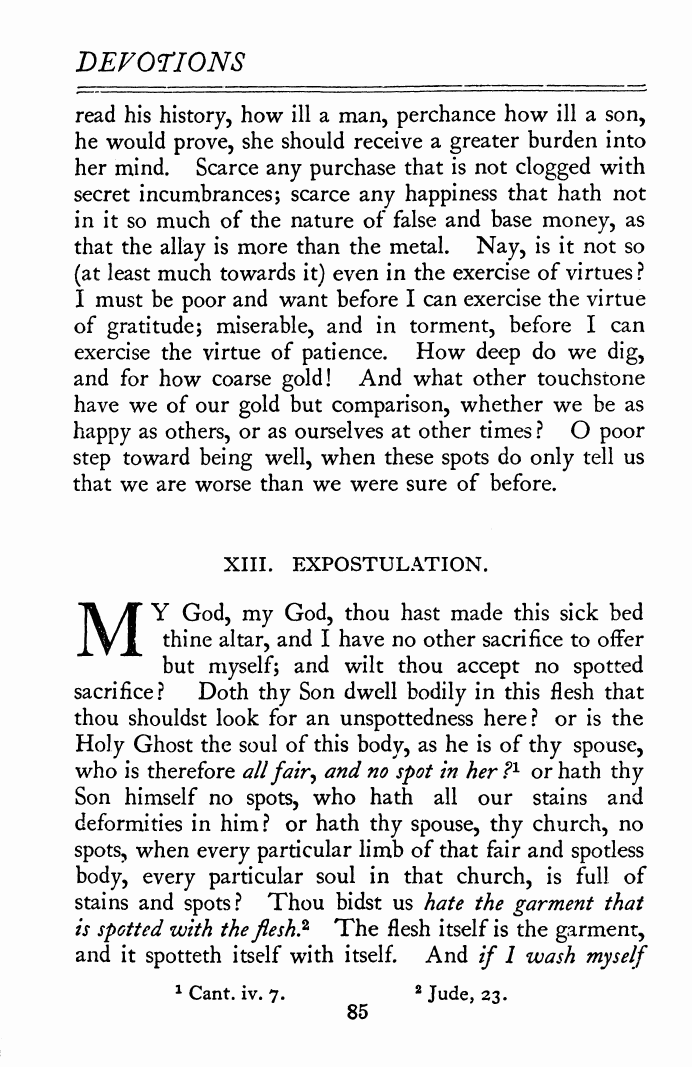 DEVOTIONS
read his history, how ill a man, perchance how ill a son,
he would prove, she should receive a greater burden into
her mind. Scarce any purchase that is not clogged with
secret incumbrances; scarce any happiness that hath not
in it so much of the nature of false and base money, as
that the allay is more than the metal. Nay, is it not so
(at least much towards it) even in the exercise of virtues?
I must be poor and want before I can exercise the virtue
of gratitude; miserable, and in torment, before I can
exercise the virtue of patience. How deep do we dig,
and for how coarse gold! And what other touchstone
have we of our gold but comparison, whether we be as
happy as others, or as ourselves at other times? O poor
step toward being well, when these spots do only tell us
that we are worse than we were sure of before.
XIII. EXPOSTULATION.
MY God, my God, thou hast made this sick bed
thine altar, and I have no other sacrifice to offer
but myself; and wilt thou accept no spotted
sacrifice? Doth thy Son dwell bodily in this flesh that
thou shouldst look for an unspottedness here? or is the
Holy Ghost the soul of this body, as he is of thy spouse,
who is therefore all fair, and no spot in her?¹ or hath thy
Son himself no spots, who hath all our stains and
deformities in him? or hath thy spouse, thy church, no
spots, when every particular limb of that fair and spotless
body, every particular soul in that church, is full of
stains and spots? Thou bidst us hate the garment that
is spotted with the flesh.² The flesh itself is the garment,
and it spotteth itself with itself. And if I wash myself
¹ Cant. iv. 7. ² Jude, 23.
85